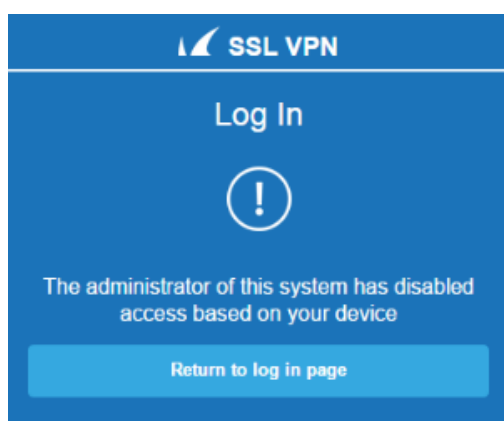 SSL VPN
Log In
!
The administrator of this system has disabled
access based on your device
Return to log in page